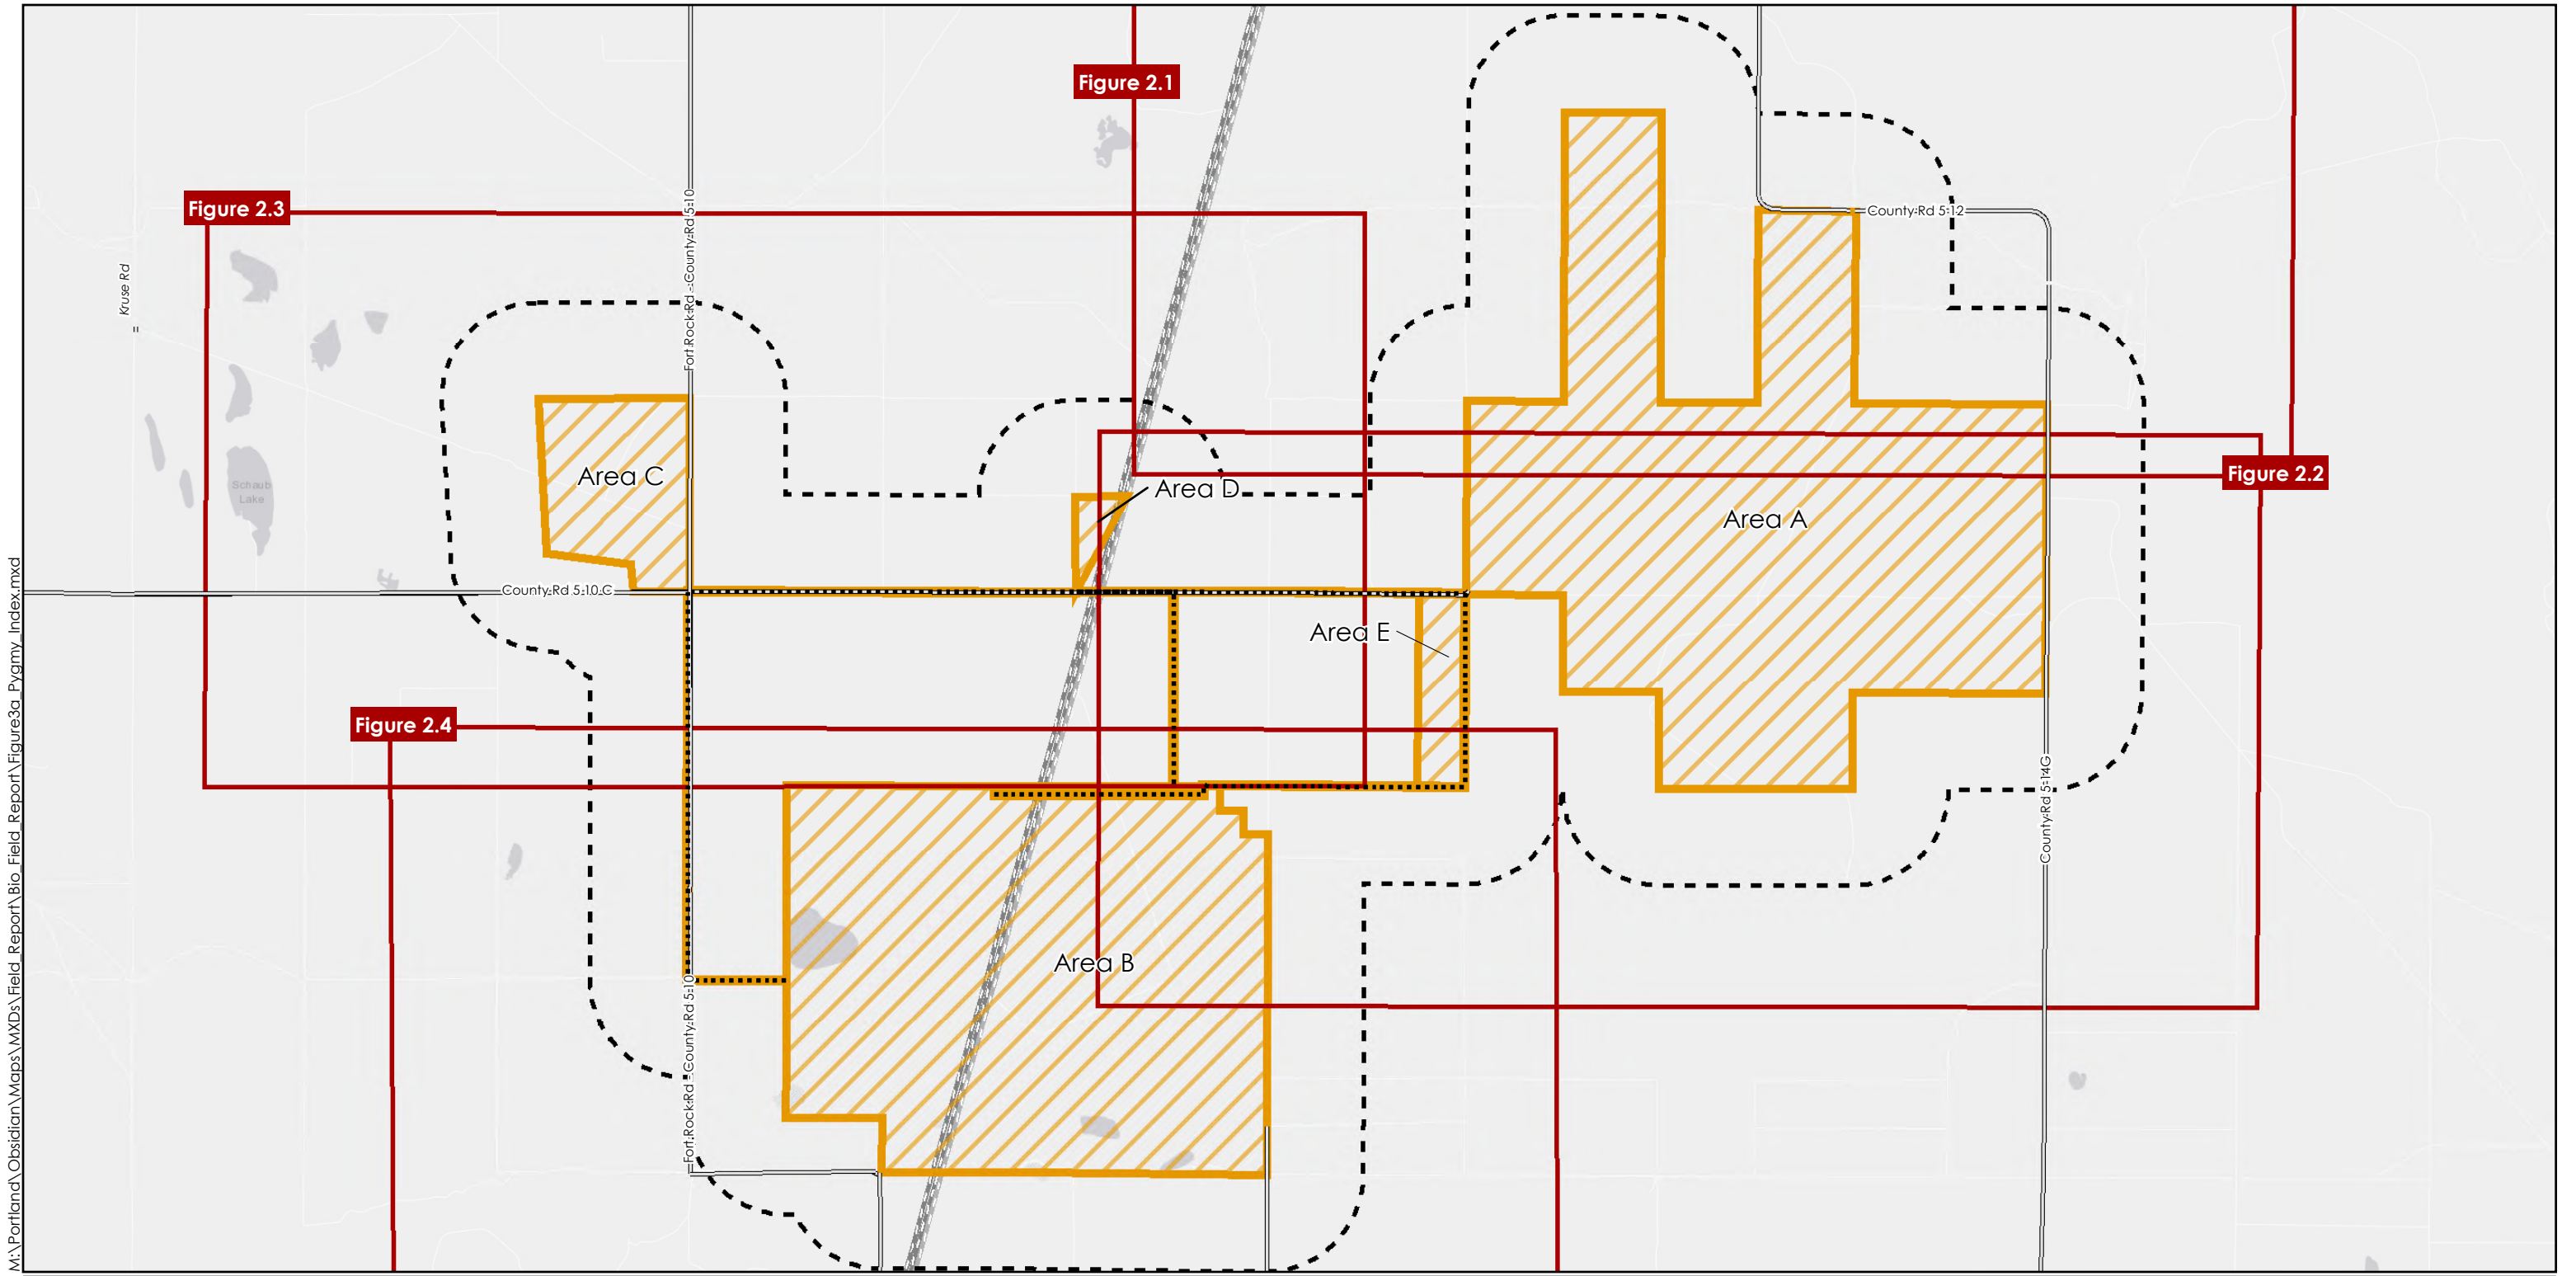 Figure 2.1
Figure 2.3
Fort Rock Rd - County Rd 5-10
County Rd 5-12
Kruse Rd
Area C
Schaub
Lake
Area D
Figure 2.2
Area A
County Rd 5-10 C
Area E
Figure 2.4
County Rd 5-14G
Area B
Fort Rock Rd - County Rd 5-10
M:\Portland\Obsidian\Maps\MXDs\Field_Report\Bio_Field_Report\Figure3a_Pygmy_Index.mxd